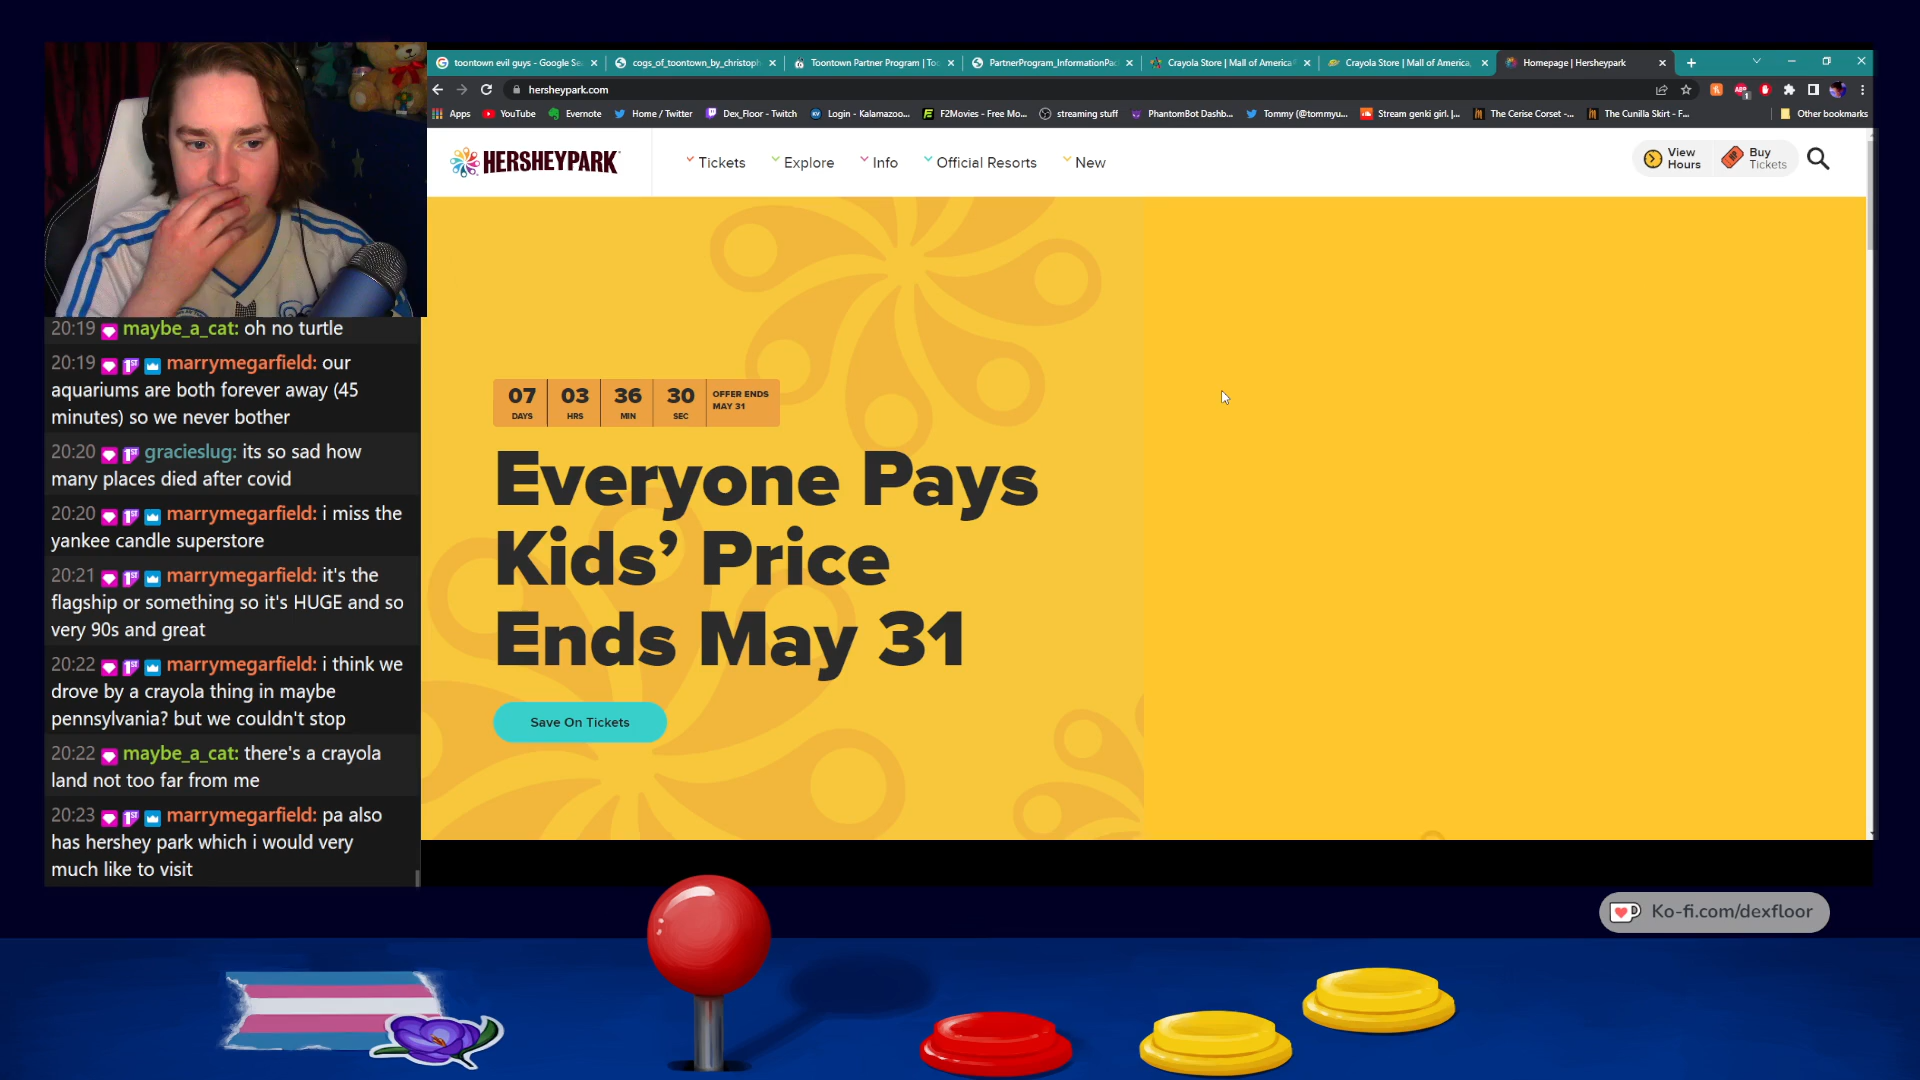 toontown evil guys - Google Se
cogs_of_toontown_by_christoph
Toontown Partner Program | To
PartnerProgram_InformationPac
Crayola Store | Mall of America
Crayola Store | Mall of America,
Homepage | Hersheypark
hersheypark.com
Apps
YouTube
Evernote
Home / Twitter
Dex_Floor - Twitch
Login - Kalamazoo...
F2Movies - Free Mo...
streaming stuff
PhantomBot Dashb...
Tommy (@tommyu...
Stream genki girl. |...
The Cerise Corset -...
The Cunilla Skirt - F...
Other bookmarks
HERSHEYPARK
Tickets
Explore
Info
Official Resorts
New
View
Hours
Buy
Tickets
07
DAYS
03
HRS
36
MIN
30
SEC
OFFER ENDS
MAY 31
Everyone Pays
Kids’ Price
Ends May 31
Save On Tickets
20:19 maybe_a_cat: oh no turtle
20:19 1ST marrymegarfield: our
aquariums are both forever away (45
minutes) so we never bother
20:20 1ST gracieslug: its so sad how
many places died after covid
20:20 1ST marrymegarfield: i miss the
yankee candle superstore
20:21 1ST marrymegarfield: it's the
flagship or something so it's HUGE and so
very 90s and great
20:22 1ST marrymegarfield: i think we
drove by a crayola thing in maybe
pennsylvania? but we couldn't stop
20:22 maybe_a_cat: there's a crayola
land not too far from me
20:23 1ST marrymegarfield: pa also
has hershey park which i would very
much like to visit
Ko-fi.com/dexfloor